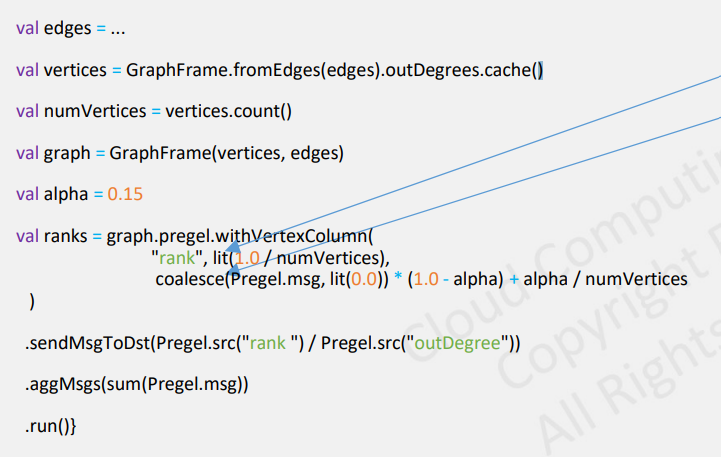 val edges = ...
val vertices = GraphFrame.fromEdges(edges).outDegrees.cache()
val numVertices = vertices.count()
val graph = GraphFrame(vertices, edges)
val alpha = 0.15
val ranks = graph.pregel.withVertexColumn(
"rank", lit(1.0 / numVertices),
coalesce(Pregel.msg, lit(0.0)) * (1.0 - alpha) + alpha / numVertices
)
.sendMsgToDst(Pregel.src("rank ") / Pregel.src("outDegree"))
.aggMsgs(sum(Pregel.msg))
.run()}
Cloud Computi
Copyright
All Rights